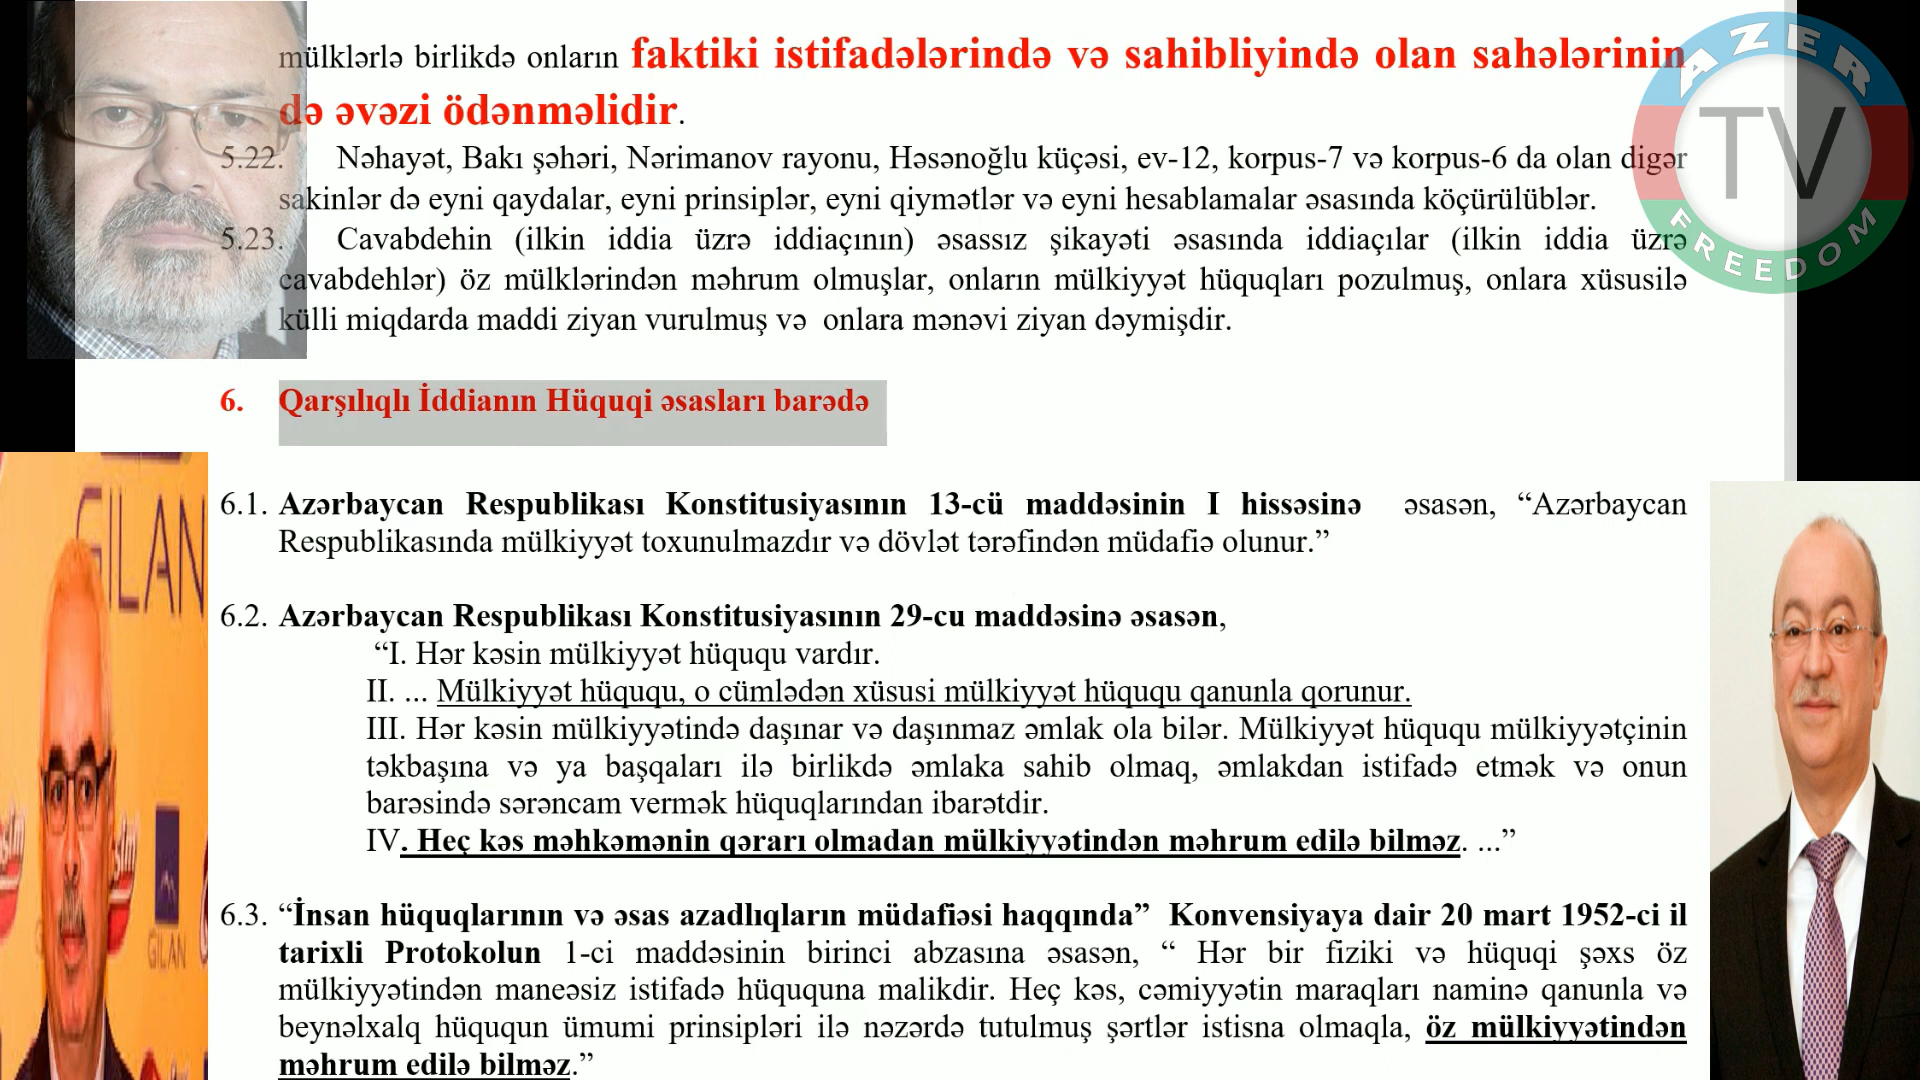 mülklərlə birlikdə onların faktiki istifadələrində və sahibliyində olan sahələrinin
də əvəzi ödənməlidir.
5.22. Nəhayət, Bakı şəhəri, Nərimanov rayonu, Həsənoğlu küçəsi, ev-12, korpus-7 və korpus-6 da olan digər
sakinlər də eyni qaydalar, eyni prinsiplər, eyni qiymətlər və eyni hesablamalar əsasında köçürülüblər.
5.23. Cavabdehin (ilkin iddia üzrə iddiaçının) əsassız şikayəti əsasında iddiaçılar (ilkin iddia üzrə
cavabdehlər) öz mülklərindən məhrum olmuşlar, onların mülkiyyət hüquqları pozulmuş, onlara xüsusilə
külli miqdarda maddi ziyan vurulmuş və onlara mənəvi ziyan dəymişdir.
6. Qarşılıqlı İddianın Hüquqi əsasları barədə
6.1. Azərbaycan Respublikası Konstitusiyasının 13-cü maddəsinin I hissəsinə əsasən, “Azərbaycan
Respublikasında mülkiyyət toxunulmazdır və dövlət tərəfindən müdafiə olunur.”
6.2. Azərbaycan Respublikası Konstitusiyasının 29-cu maddəsinə əsasən,
“I. Hər kəsin mülkiyyət hüququ vardır.
II. ... Mülkiyyət hüququ, o cümlədən xüsusi mülkiyyət hüququ qanunla qorunur.
III. Hər kəsin mülkiyyətində daşınar və daşınmaz əmlak ola bilər. Mülkiyyət hüququ mülkiyyətçinin
təkbaşına və ya başqaları ilə birlikdə əmlaka sahib olmaq, əmlakdan istifadə etmək və onun
barəsində sərəncam vermək hüquqlarından ibarətdir.
IV. Heç kəs məhkəmənin qərarı olmadan mülkiyyətindən məhrum edilə bilməz. ...”
6.3. “İnsan hüquqlarının və əsas azadlıqların müdafiəsi haqqında” Konvensiyaya dair 20 mart 1952-ci il
tarixli Protokolun 1-ci maddəsinin birinci abzasına əsasən, “ Hər bir fiziki və hüquqi şəxs öz
mülkiyyətindən maneəsiz istifadə hüququna malikdir. Heç kəs, cəmiyyətin maraqları naminə qanunla və
beynəlxalq hüququn ümumi prinsipləri ilə nəzərdə tutulmuş şərtlər istisna olmaqla, öz mülkiyyətindən
məhrum edilə bilməz.”
AZER
TV
FREEDOM
GILAN
GILAN